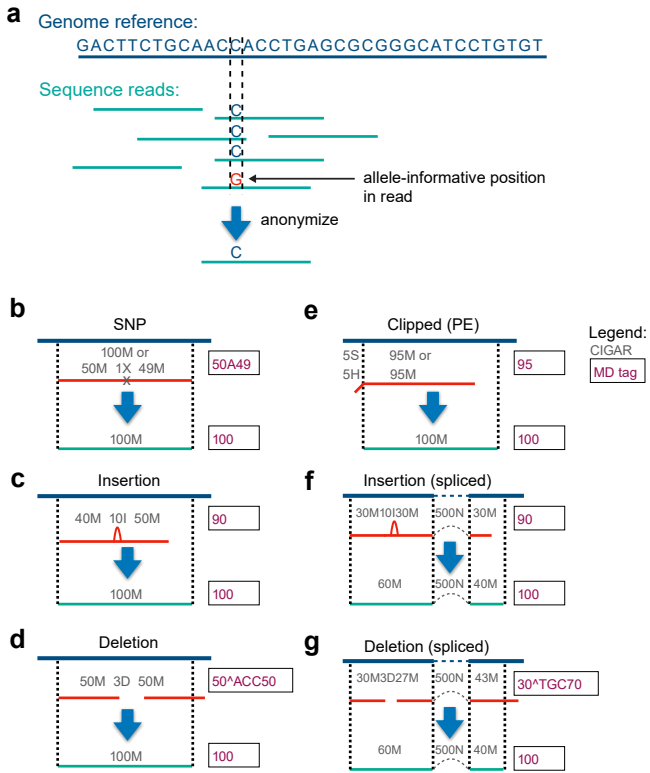 a
Genome reference:
GACTTCTGCAACCACCTGAGCGCGGGCATCCTGTGT
Sequence reads:
C
C
C
G
allele-informative position
in read
anonymize
C
b
SNP
100M or
50M 1X 49M
X
50A49
100M
100
c
Insertion
40M 10I 50M
90
100M
100
d
Deletion
50M 3D 50M
50^ACC50
100M
100
e
Clipped (PE)
5S 95M or
5H 95M
95
100M
100
Legend:
CIGAR
MD tag
f
Insertion (spliced)
30M10I30M 500N 30M
90
60M 500N 40M
100
g
Deletion (spliced)
30M3D27M 500N 43M
30^TGC70
60M 500N 40M
100